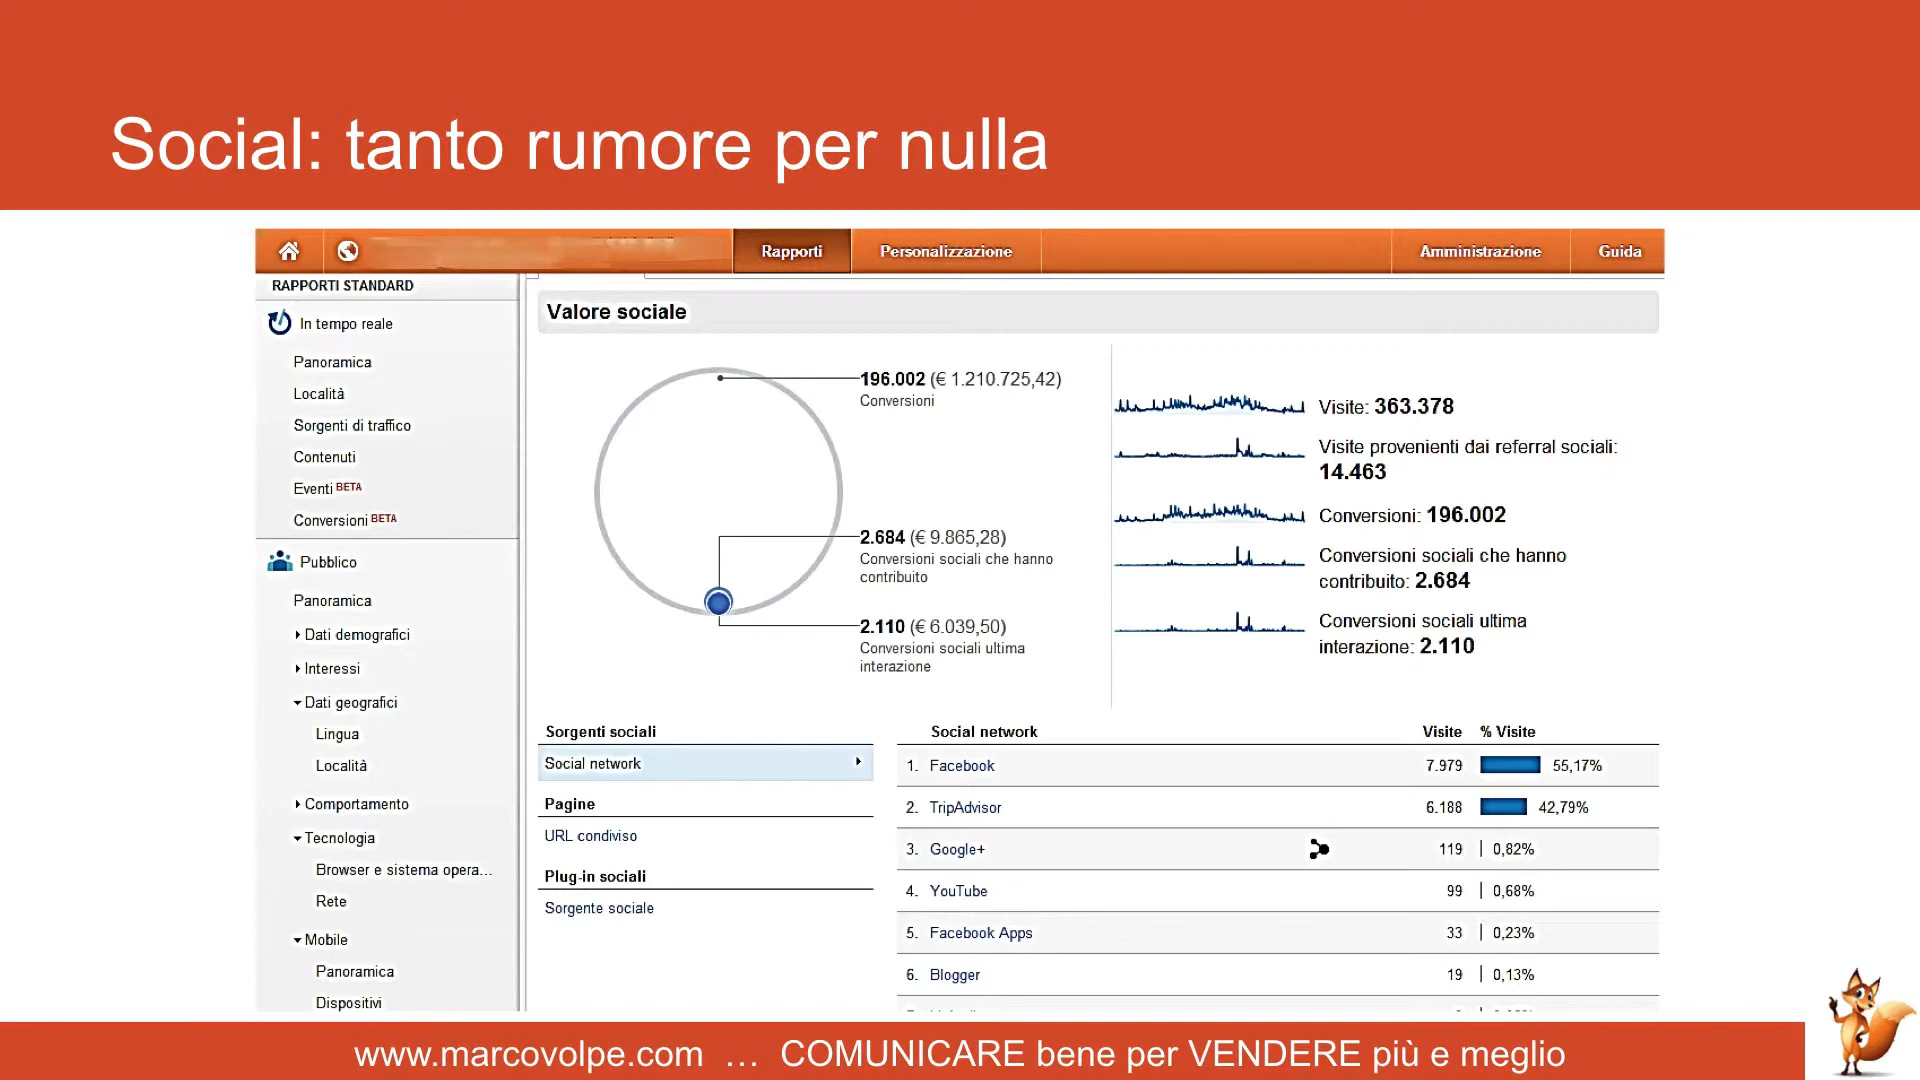 Social: tanto rumore per nulla
Rapporti
Personalizzazione
Amministrazione
Guida
RAPPORTI STANDARD
In tempo reale
Panoramica
Località
Sorgenti di traffico
Contenuti
Eventi BETA
Conversioni BETA
Pubblico
Panoramica
Dati demografici
Interessi
Dati geografici
Lingua
Località
Comportamento
Tecnologia
Browser e sistema opera...
Rete
Mobile
Panoramica
Dispositivi
Valore sociale
196.002 (€ 1.210.725,42)
Conversioni
2.684 (€ 9.865,28)
Conversioni sociali che hanno
contribuito
2.110 (€ 6.039,50)
Conversioni sociali ultima
interazione
Visite: 363.378
Visite provenienti dai referral sociali:
14.463
Conversioni: 196.002
Conversioni sociali che hanno
contribuito: 2.684
Conversioni sociali ultima
interazione: 2.110
Sorgenti sociali
Social network
Pagine
URL condiviso
Plug-in sociali
Sorgente sociale
Social network Visite % Visite
1. Facebook 7.979 55,17%
2. TripAdvisor 6.188 42,79%
3. Google+ 119 0,82%
4. YouTube 99 0,68%
5. Facebook Apps 33 0,23%
6. Blogger 19 0,13%
www.marcovolpe.com ... COMUNICARE bene per VENDERE più e meglio